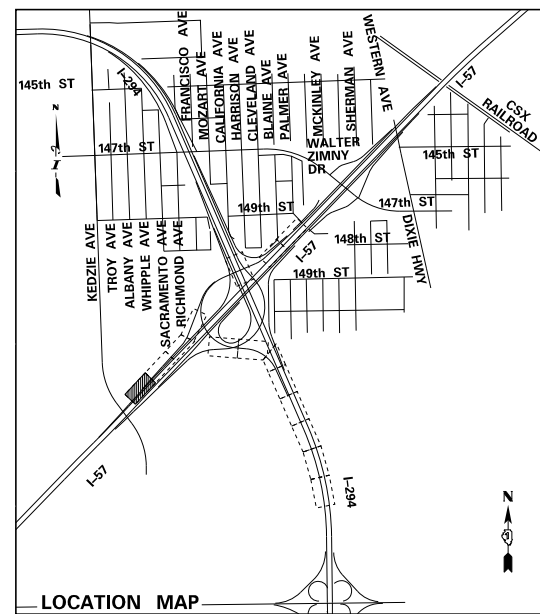 WESTERN AVE
I-57
CSX
RAILROAD
145th ST
I-294
FRANCISCO AVE
MOZART AVE
CALIFORNIA AVE
HARRISON AVE
CLEVELAND AVE
BLAINE AVE
PALMER AVE
MCKINLEY AVE
SHERMAN AVE
N
147th ST
WALTER
ZIMNY
DR
145th ST
147th ST
149th ST
148th ST
149th ST
I-57
DIXIE HWY
KEDZIE AVE
TROY AVE
ALBANY AVE
WHIPPLE AVE
SACRAMENTO AVE
RICHMOND AVE
I-57
I-294
N
LOCATION MAP